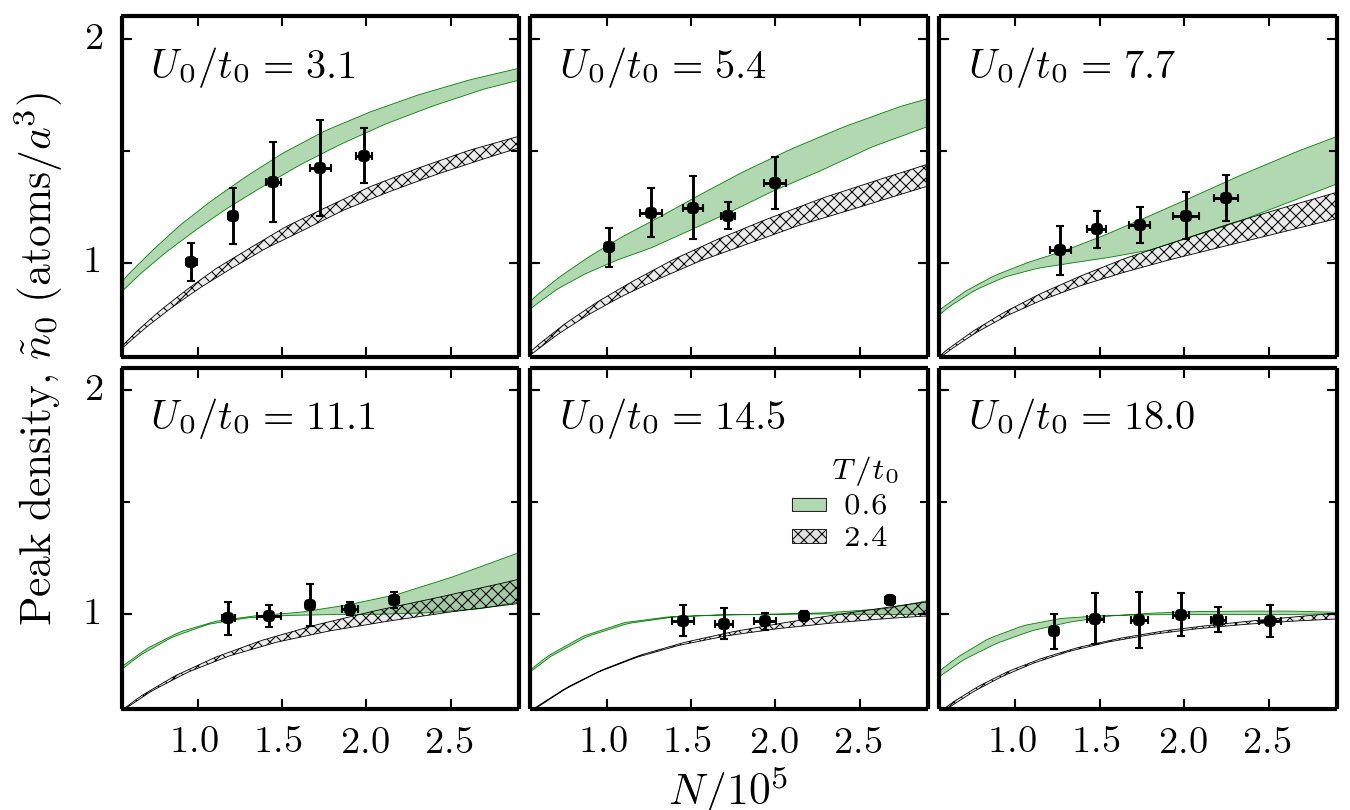 Peak density, ñ₀ (atoms/a³)
2
1
U₀/t₀ = 3.1
U₀/t₀ = 5.4
U₀/t₀ = 7.7
2
1
U₀/t₀ = 11.1
U₀/t₀ = 14.5
U₀/t₀ = 18.0
T/t₀
0.6
2.4
1.0 1.5 2.0 2.5
1.0 1.5 2.0 2.5
1.0 1.5 2.0 2.5
N/10⁵